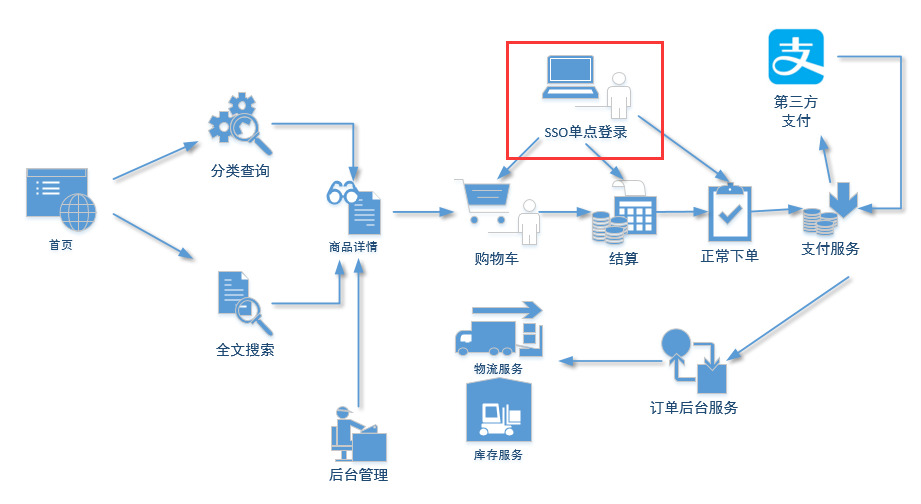 支
第三方
支付
SSO单点登录
分类查询
首页
商品详情
购物车
结算
正常下单
支付服务
全文搜索
物流服务
订单后台服务
库存服务
后台管理